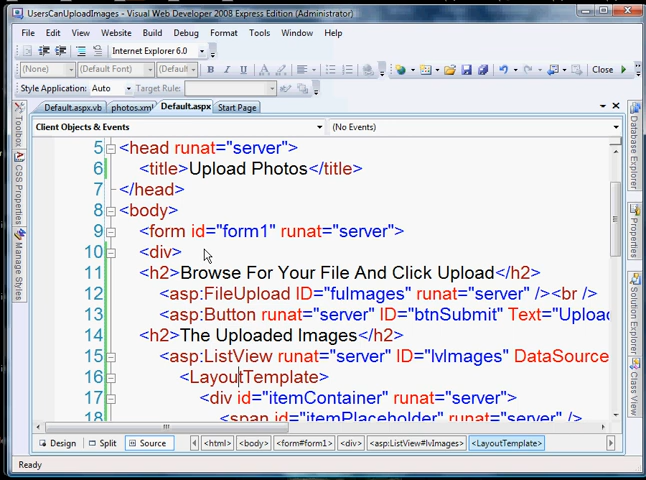 UsersCanUploadImages - Visual Web Developer 2008 Express Edition (Administrator)
File Edit View Website Build Debug Format Tools Window Help
Internet Explorer 6.0
(None) (Default Font) (Default
Style Application: Auto Target Rule:
Close
Default.aspx.vb photos.xml Default.aspx Start Page
Client Objects & Events (No Events)
5 <head runat="server">
6 <title>Upload Photos</title>
7 </head>
8 <body>
9 <form id="form1" runat="server">
10 <div>
11 <h2>Browse For Your File And Click Upload</h2>
12 <asp:FileUpload ID="fuImages" runat="server" /><br />
13 <asp:Button runat="server" ID="btnSubmit" Text="Upload
14 <h2>The Uploaded Images</h2>
15 <asp:ListView runat="server" ID="lvImages" DataSource
16 <LayoutTemplate>
17 <div id="itemContainer" runat="server">
18 <span id="itemPlaceholder" runat="server" />
Design Split Source <html> <body> <form#form1> <div> <asp:ListView#lvImages> <LayoutTemplate>
Ready
Toolbox
CSS Properties
Manage Styles
Database Explorer
Properties
Solution Explorer
Class View